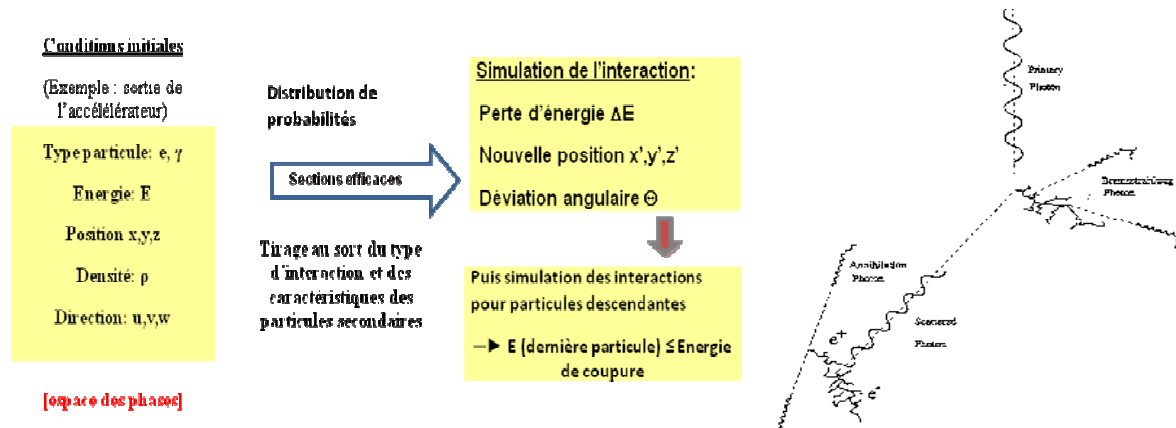 Conditions initiales
(Exemple : sortie de
l'accélélérateur)
Type particule: e, γ
Energie: E
Position x,y,z
Densité: ρ
Direction: u,v,w
[espace des phases]
Distribution de
probabilités
Sections efficaces
Tirage au sort du type
d'interaction et des
caractéristiques des
particules secondaires
Simulation de l'interaction:
Perte d'énergie ΔE
Nouvelle position x',y',z'
Déviation angulaire Θ
Puis simulation des interactions
pour particules descendantes
E (dernière particule) ≤ Energie
de coupure
Primary
Photon
Bremsstrahlung
Photon
Annihilation
Photon
Scattered
Photon
e+
e-